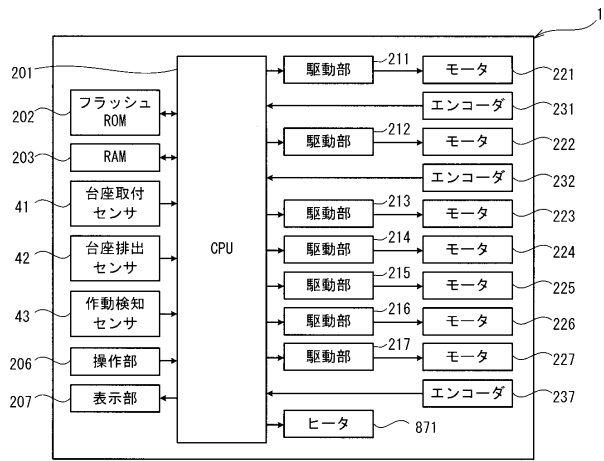 1
201
CPU
202
フラッシュ
ROM
203
RAM
41
台座取付
センサ
42
台座排出
センサ
43
作動検知
センサ
206
操作部
207
表示部
211
駆動部
モータ
221
エンコーダ
231
212
駆動部
モータ
222
エンコーダ
232
213
駆動部
モータ
223
214
駆動部
モータ
224
215
駆動部
モータ
225
216
駆動部
モータ
226
217
駆動部
モータ
227
エンコーダ
237
ヒータ
871